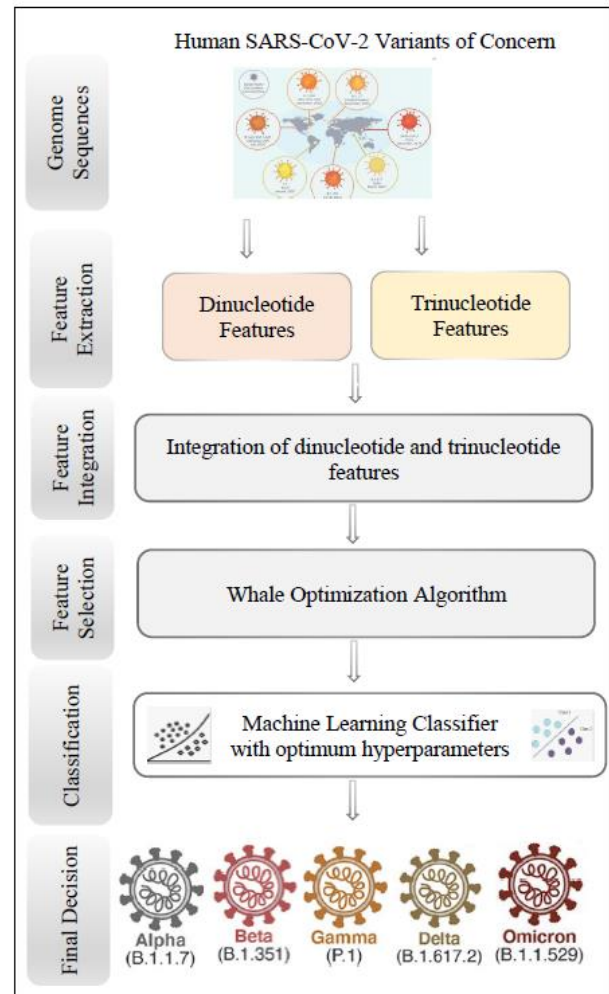 Human SARS-CoV-2 Variants of Concern
Genome
Sequences
Feature
Extraction
Dinucleotide
Features
Trinucleotide
Features
Feature
Integration
Integration of dinucleotide and trinucleotide
features
Feature
Selection
Whale Optimization Algorithm
Classification
Machine Learning Classifier
with optimum hyperparameters
Final Decision
Alpha
(B.1.1.7)
Beta
(B.1.351)
Gamma
(P.1)
Delta
(B.1.617.2)
Omicron
(B.1.1.529)